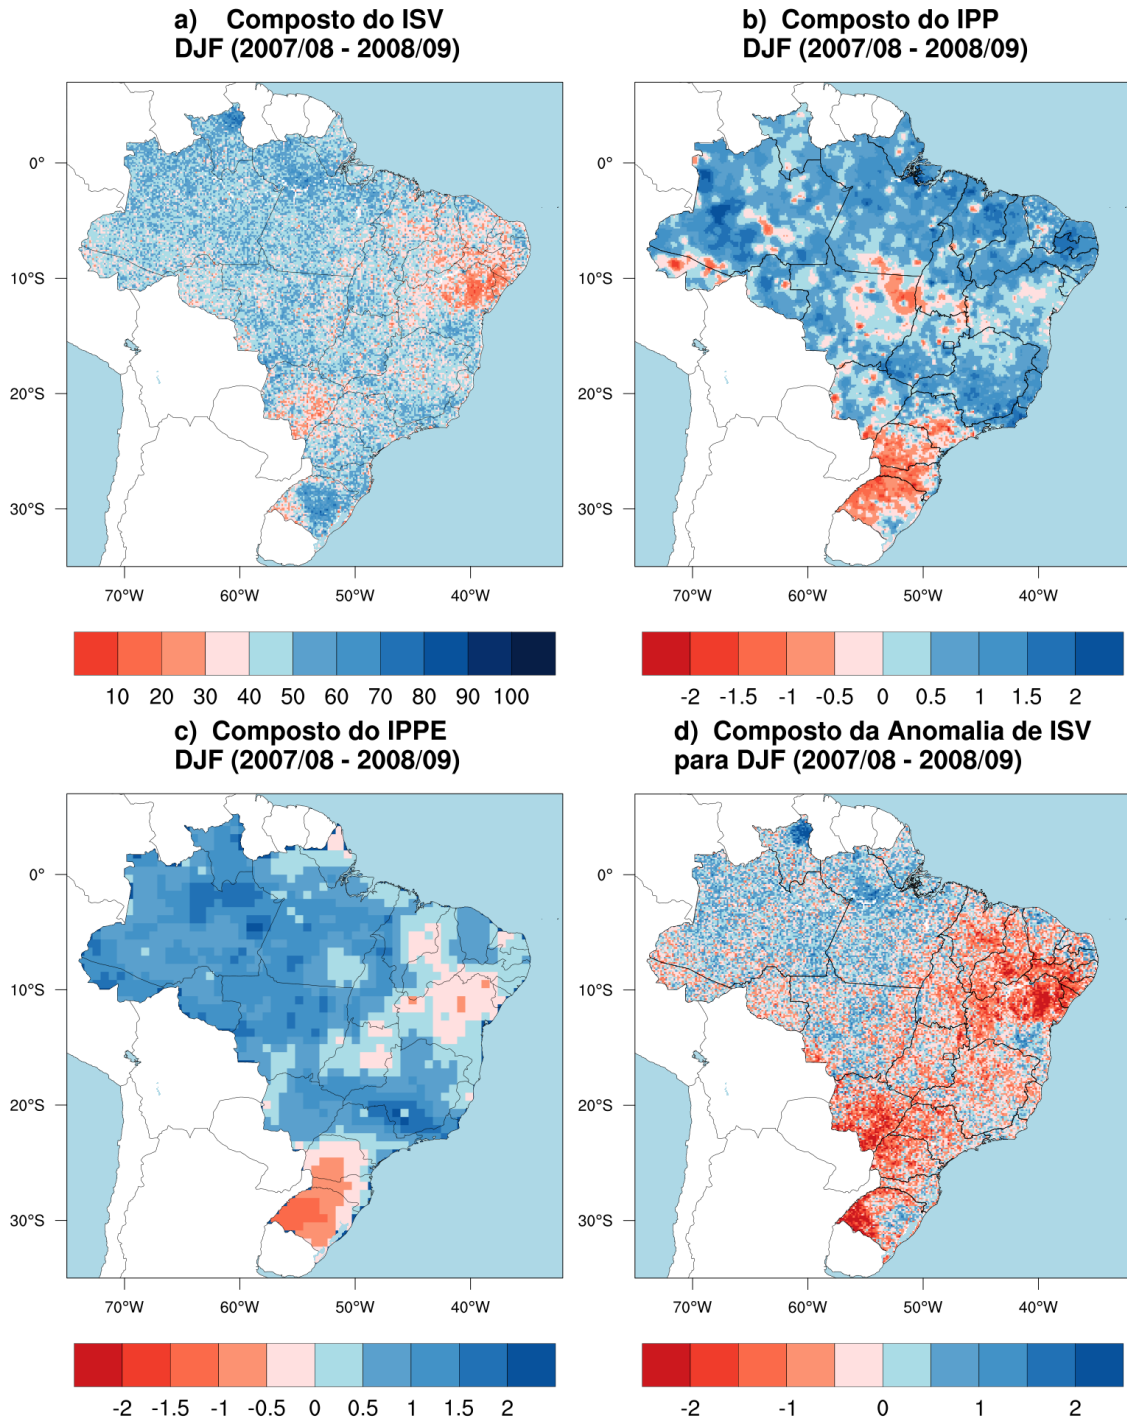 a) Composto do ISV
DJF (2007/08 - 2008/09)
b) Composto do IPP
DJF (2007/08 - 2008/09)
0°
10°S
20°S
30°S
70°W 60°W 50°W 40°W
0°
10°S
20°S
30°S
70°W 60°W 50°W 40°W
10 20 30 40 50 60 70 80 90 100
-2 -1.5 -1 -0.5 0 0.5 1 1.5 2
c) Composto do IPPE
DJF (2007/08 - 2008/09)
d) Composto da Anomalia de ISV
para DJF (2007/08 - 2008/09)
0°
10°S
20°S
30°S
70°W 60°W 50°W 40°W
0°
10°S
20°S
30°S
70°W 60°W 50°W 40°W
-2 -1.5 -1 -0.5 0 0.5 1 1.5 2
-2 -1 0 1 2